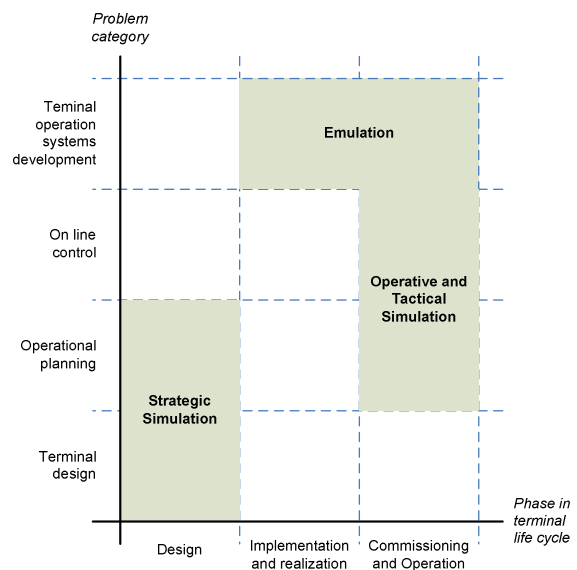 Problem
category
Teminal
operation
systems
development
Emulation
On line
control
Operative and
Tactical
Simulation
Operational
planning
Strategic
Simulation
Terminal
design
Phase in
terminal
life cycle
Design
Implementation
and realization
Commissioning
and Operation